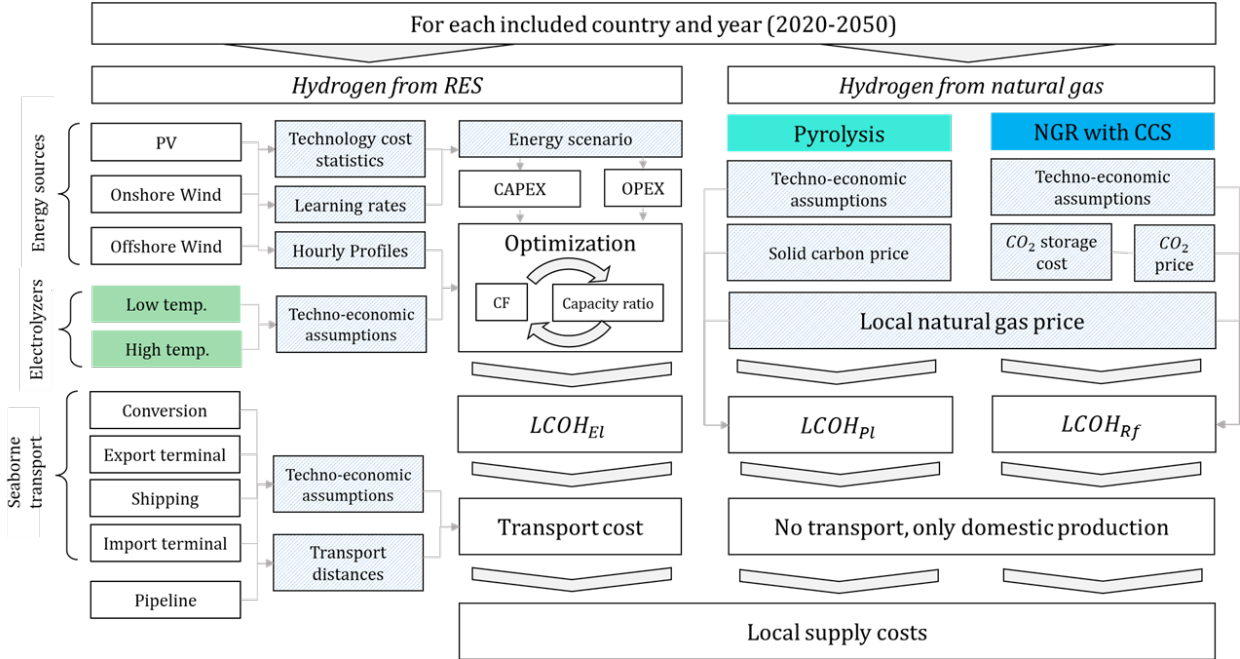 For each included country and year (2020-2050)
Hydrogen from RES
Hydrogen from natural gas
Energy sources
PV
Onshore Wind
Offshore Wind
Technology cost
statistics
Learning rates
Hourly Profiles
Energy scenario
CAPEX
OPEX
Optimization
CF
Capacity ratio
Pyrolysis
NGR with CCS
Techno-economic
assumptions
Techno-economic
assumptions
Solid carbon price
CO₂ storage
cost
CO₂
price
Local natural gas price
Electrolyzers
Low temp.
High temp.
Techno-economic
assumptions
LCOH_El
LCOH_Pl
LCOH_Rf
Seaborne
transport
Conversion
Export terminal
Shipping
Import terminal
Pipeline
Techno-economic
assumptions
Transport
distances
Transport cost
No transport, only domestic production
Local supply costs